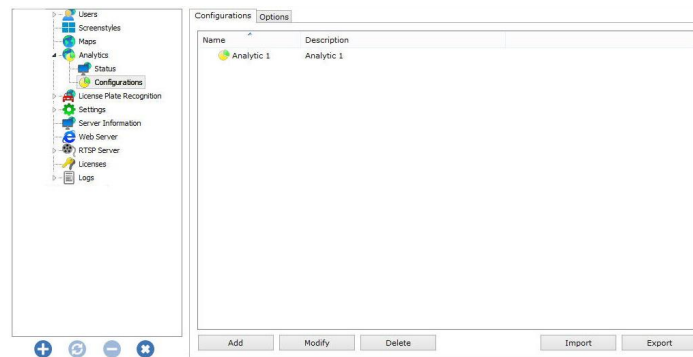 Users
Screenstyles
Maps
Analytics
Status
Configurations
License Plate Recognition
Settings
Server Information
Web Server
RTSP Server
Licenses
Logs
Configurations Options
Name Description
Analytic 1 Analytic 1
Add Modify Delete Import Export